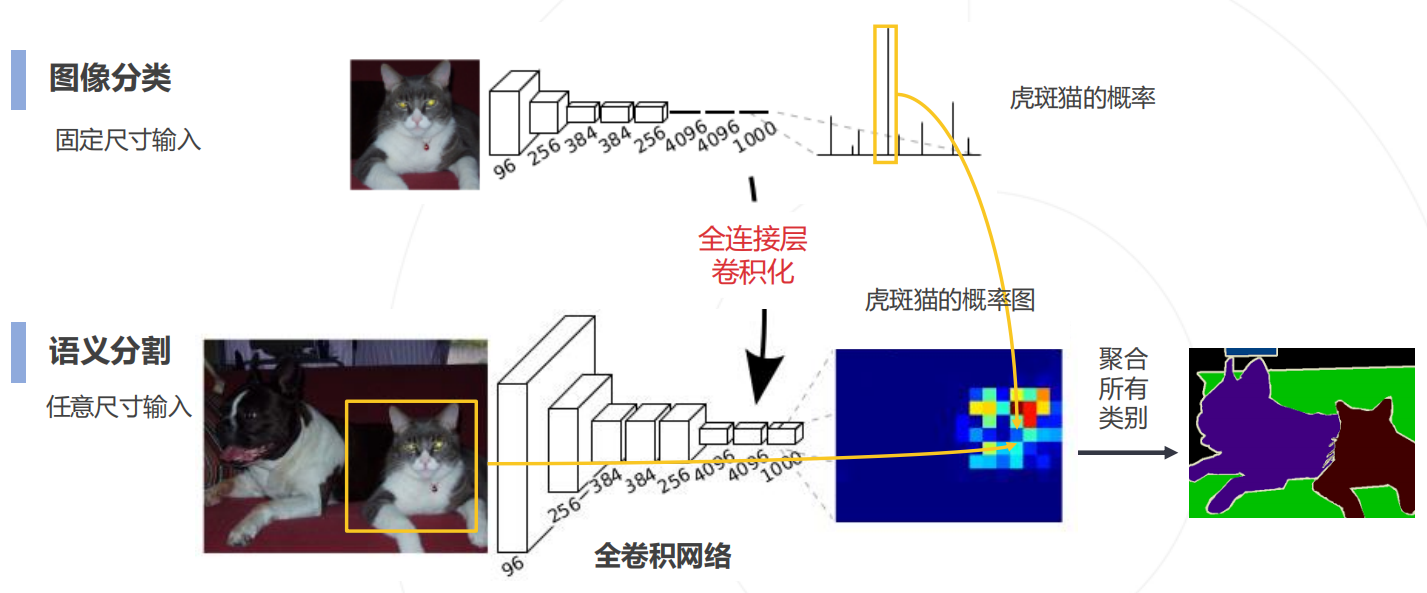 图像分类
固定尺寸输入
96
256
384
384
256
4096
4096
1000
虎斑猫的概率
全连接层
卷积化
虎斑猫的概率图
语义分割
任意尺寸输入
96
256
384
384
256
4096
4096
1000
全卷积网络
聚合
所有
类别